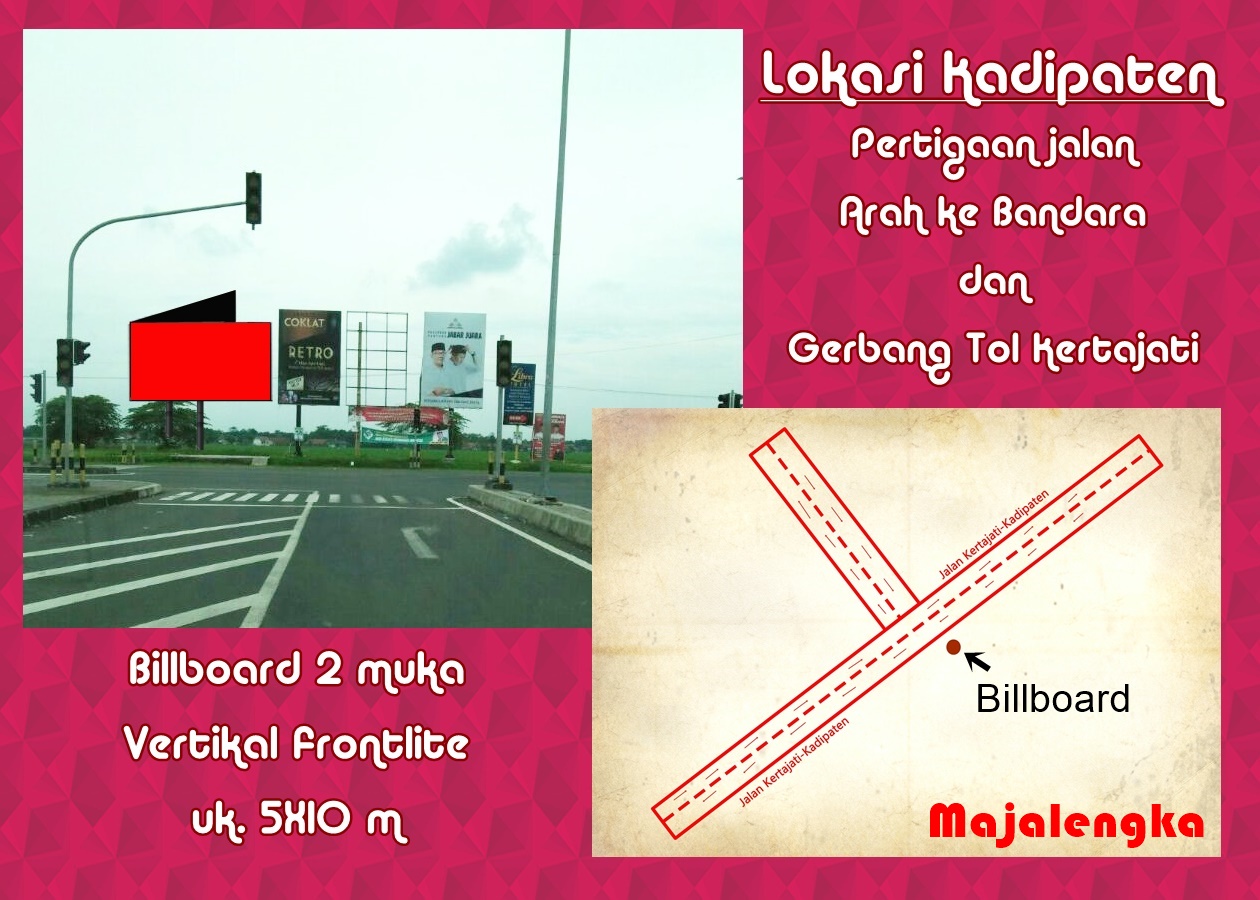 Lokasi Kadipaten
Pertigaan jalan
Arah ke Bandara
dan
Gerbang Tol Kertajati
COKLAT
RETRO
JABAR JUARA
Libra
Billboard 2 muka
Vertikal Frontlite
uk. 5X10 m
Jalan Kertajati-Kadipaten
Billboard
Jalan Kertajati-Kadipaten
Majalengka